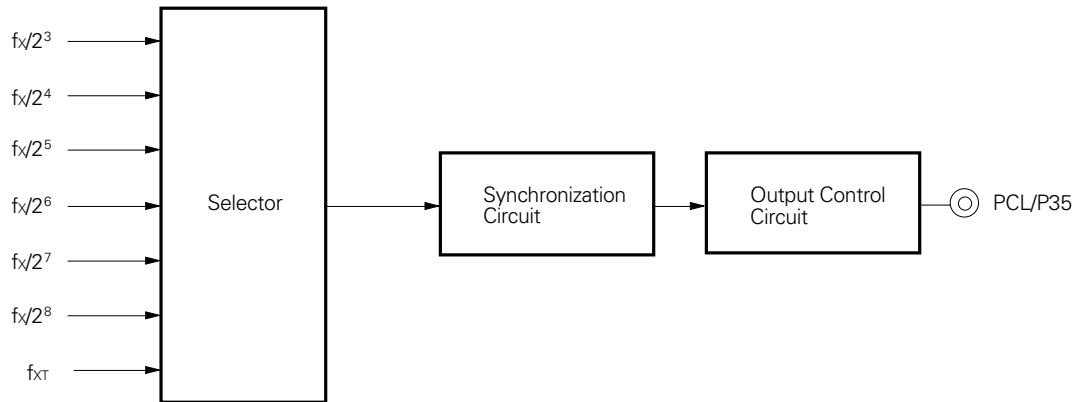 fx/2³
fx/2⁴
fx/2⁵
fx/2⁶
fx/2⁷
fx/2⁸
fXT
Selector
Synchronization
Circuit
Output Control
Circuit
PCL/P35